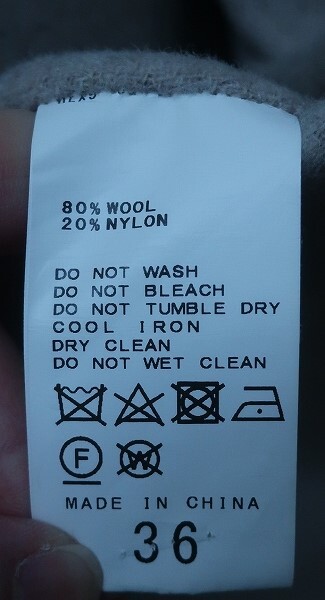 80% WOOL
20% NYLON
DO NOT WASH
DO NOT BLEACH
DO NOT TUMBLE DRY
COOL IRON
DRY CLEAN
DO NOT WET CLEAN
F W
MADE IN CHINA
36